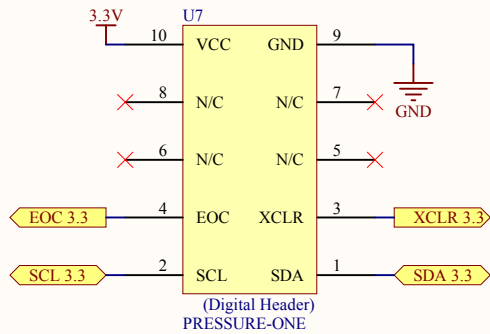 3.3V U7
10 VCC GND 9
GND
8 N/C N/C 7
6 N/C N/C 5
EOC 3.3 4 EOC XCLR 3 XCLR 3.3
SCL 3.3 2 SCL SDA 1 SDA 3.3
(Digital Header)
PRESSURE-ONE